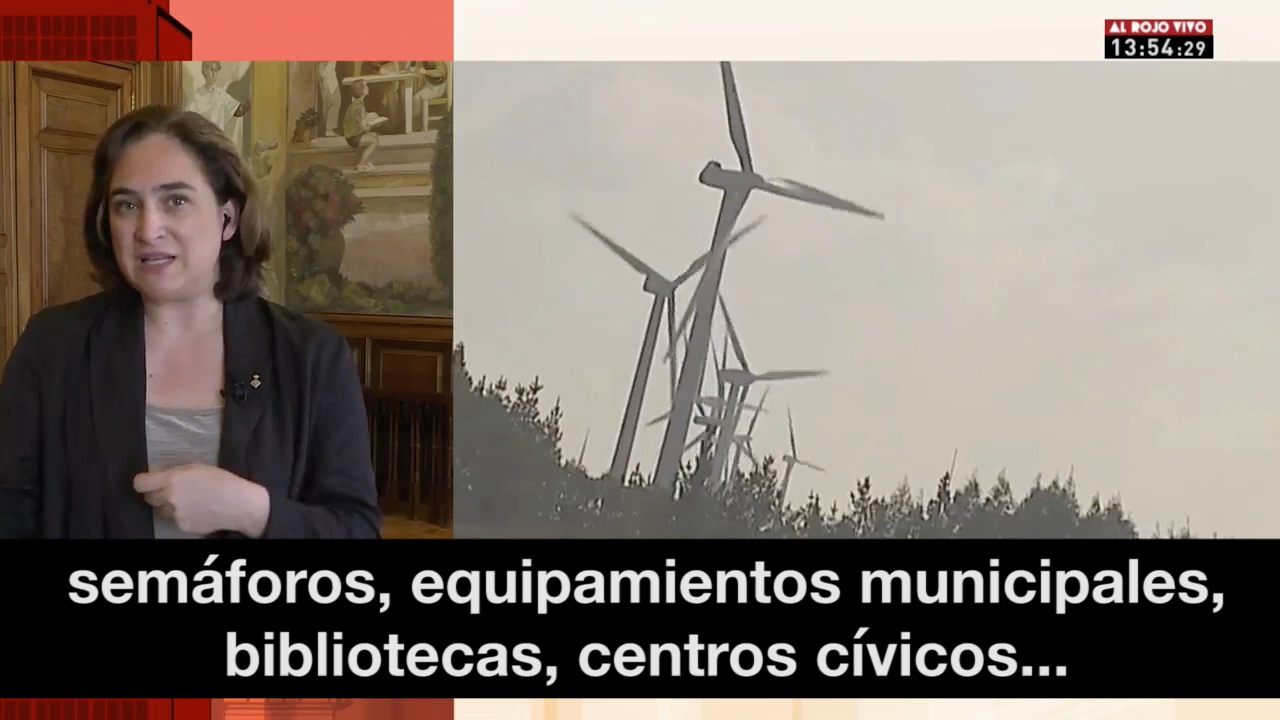 AL ROJO VIVO
13:54:29
semáforos, equipamientos municipales,
bibliotecas, centros cívicos...